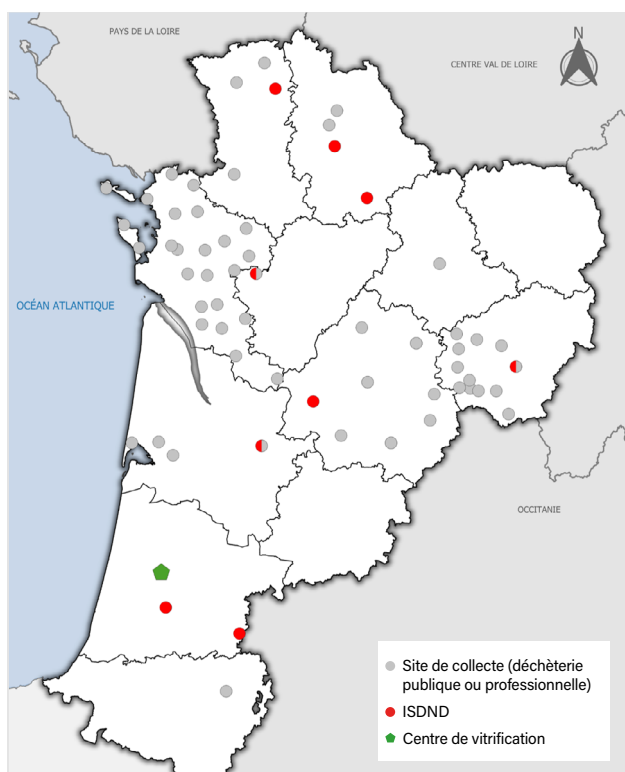 PAYS DE LA LOIRE
N
CENTRE VAL DE LOIRE
OCÉAN ATLANTIQUE
OCCITANIE
Site de collecte (déchèterie
publique ou professionnelle)
ISDND
Centre de vitrification